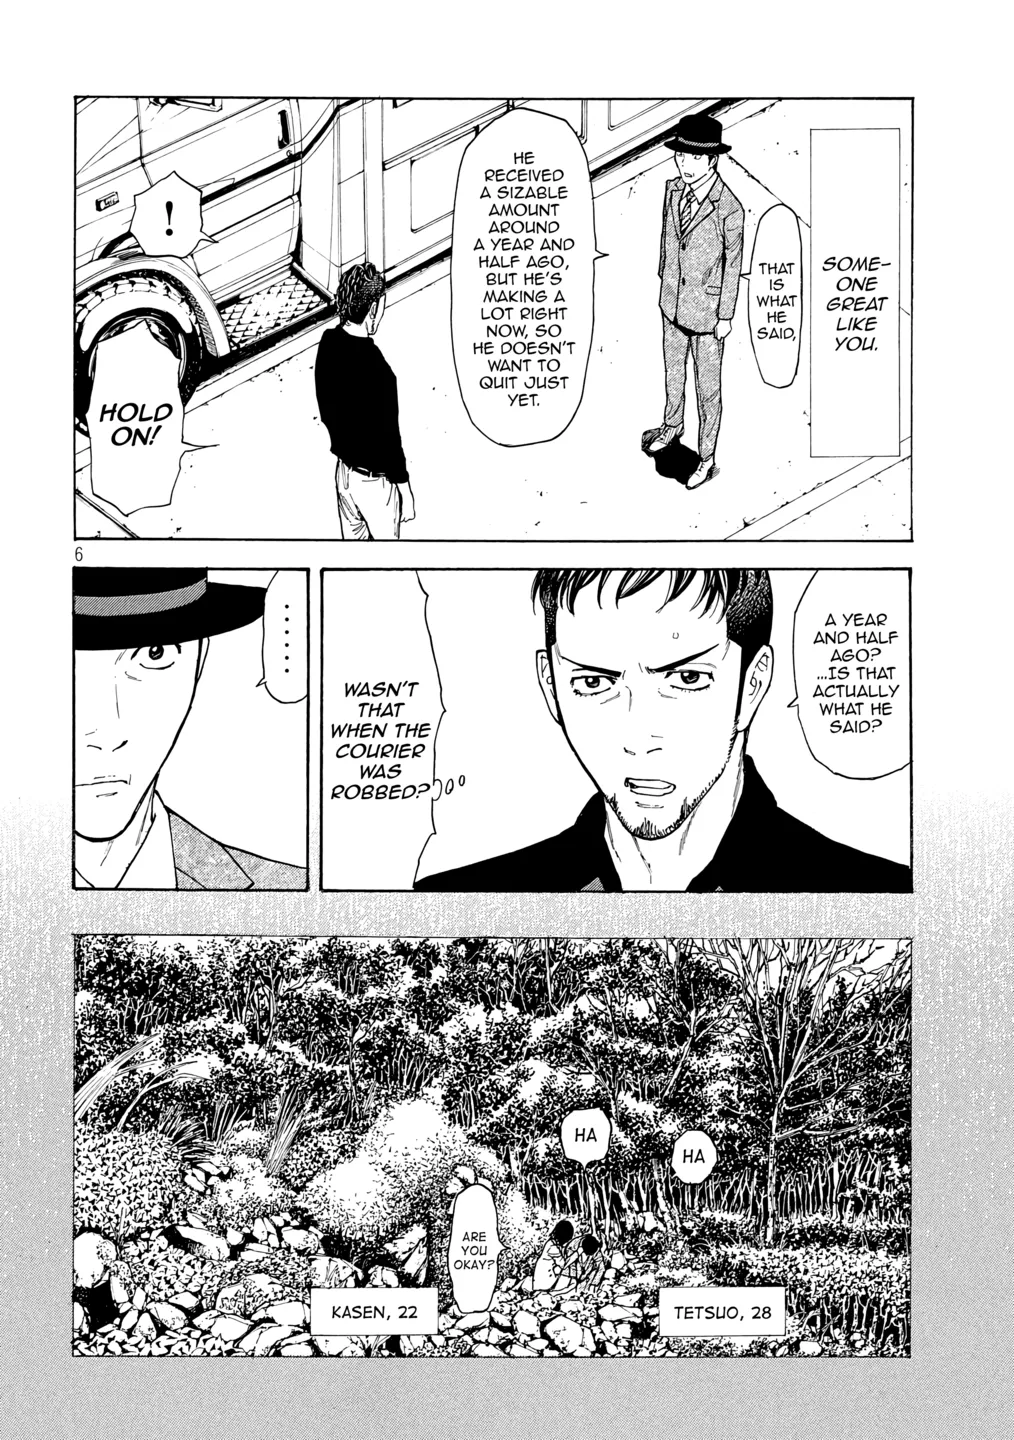 SOME-
ONE
GREAT
LIKE
YOU.
THAT
IS
WHAT
HE
SAID,
HE
RECEIVED
A SIZABLE
AMOUNT
AROUND
A YEAR AND
HALF AGO,
BUT HE'S
MAKING A
LOT RIGHT
NOW, SO
HE DOESN'T
WANT TO
QUIT JUST
YET.
!
HOLD
ON!
6
A YEAR
AND HALF
AGO?
...IS THAT
ACTUALLY
WHAT HE
SAID?
WASN'T
THAT
WHEN THE
COURIER
WAS
ROBBED?
......
HA
HA
ARE
YOU
OKAY?
TETSUO, 28
KASEN, 22